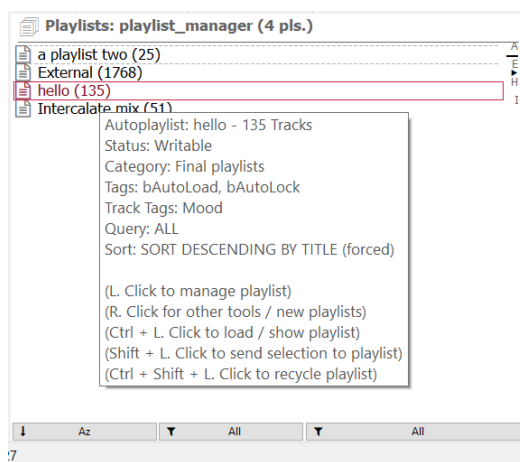 Playlists: playlist_manager (4 pls.)
a playlist two (25)
External (1768)
hello (135)
Intercalate mix (51)
A
E
H
I
Autoplaylist: hello - 135 Tracks
Status: Writable
Category: Final playlists
Tags: bAutoLoad, bAutoLock
Track Tags: Mood
Query: ALL
Sort: SORT DESCENDING BY TITLE (forced)
(L. Click to manage playlist)
(R. Click for other tools / new playlists)
(Ctrl + L. Click to load / show playlist)
(Shift + L. Click to send selection to playlist)
(Ctrl + Shift + L. Click to recycle playlist)
Az All All
:7